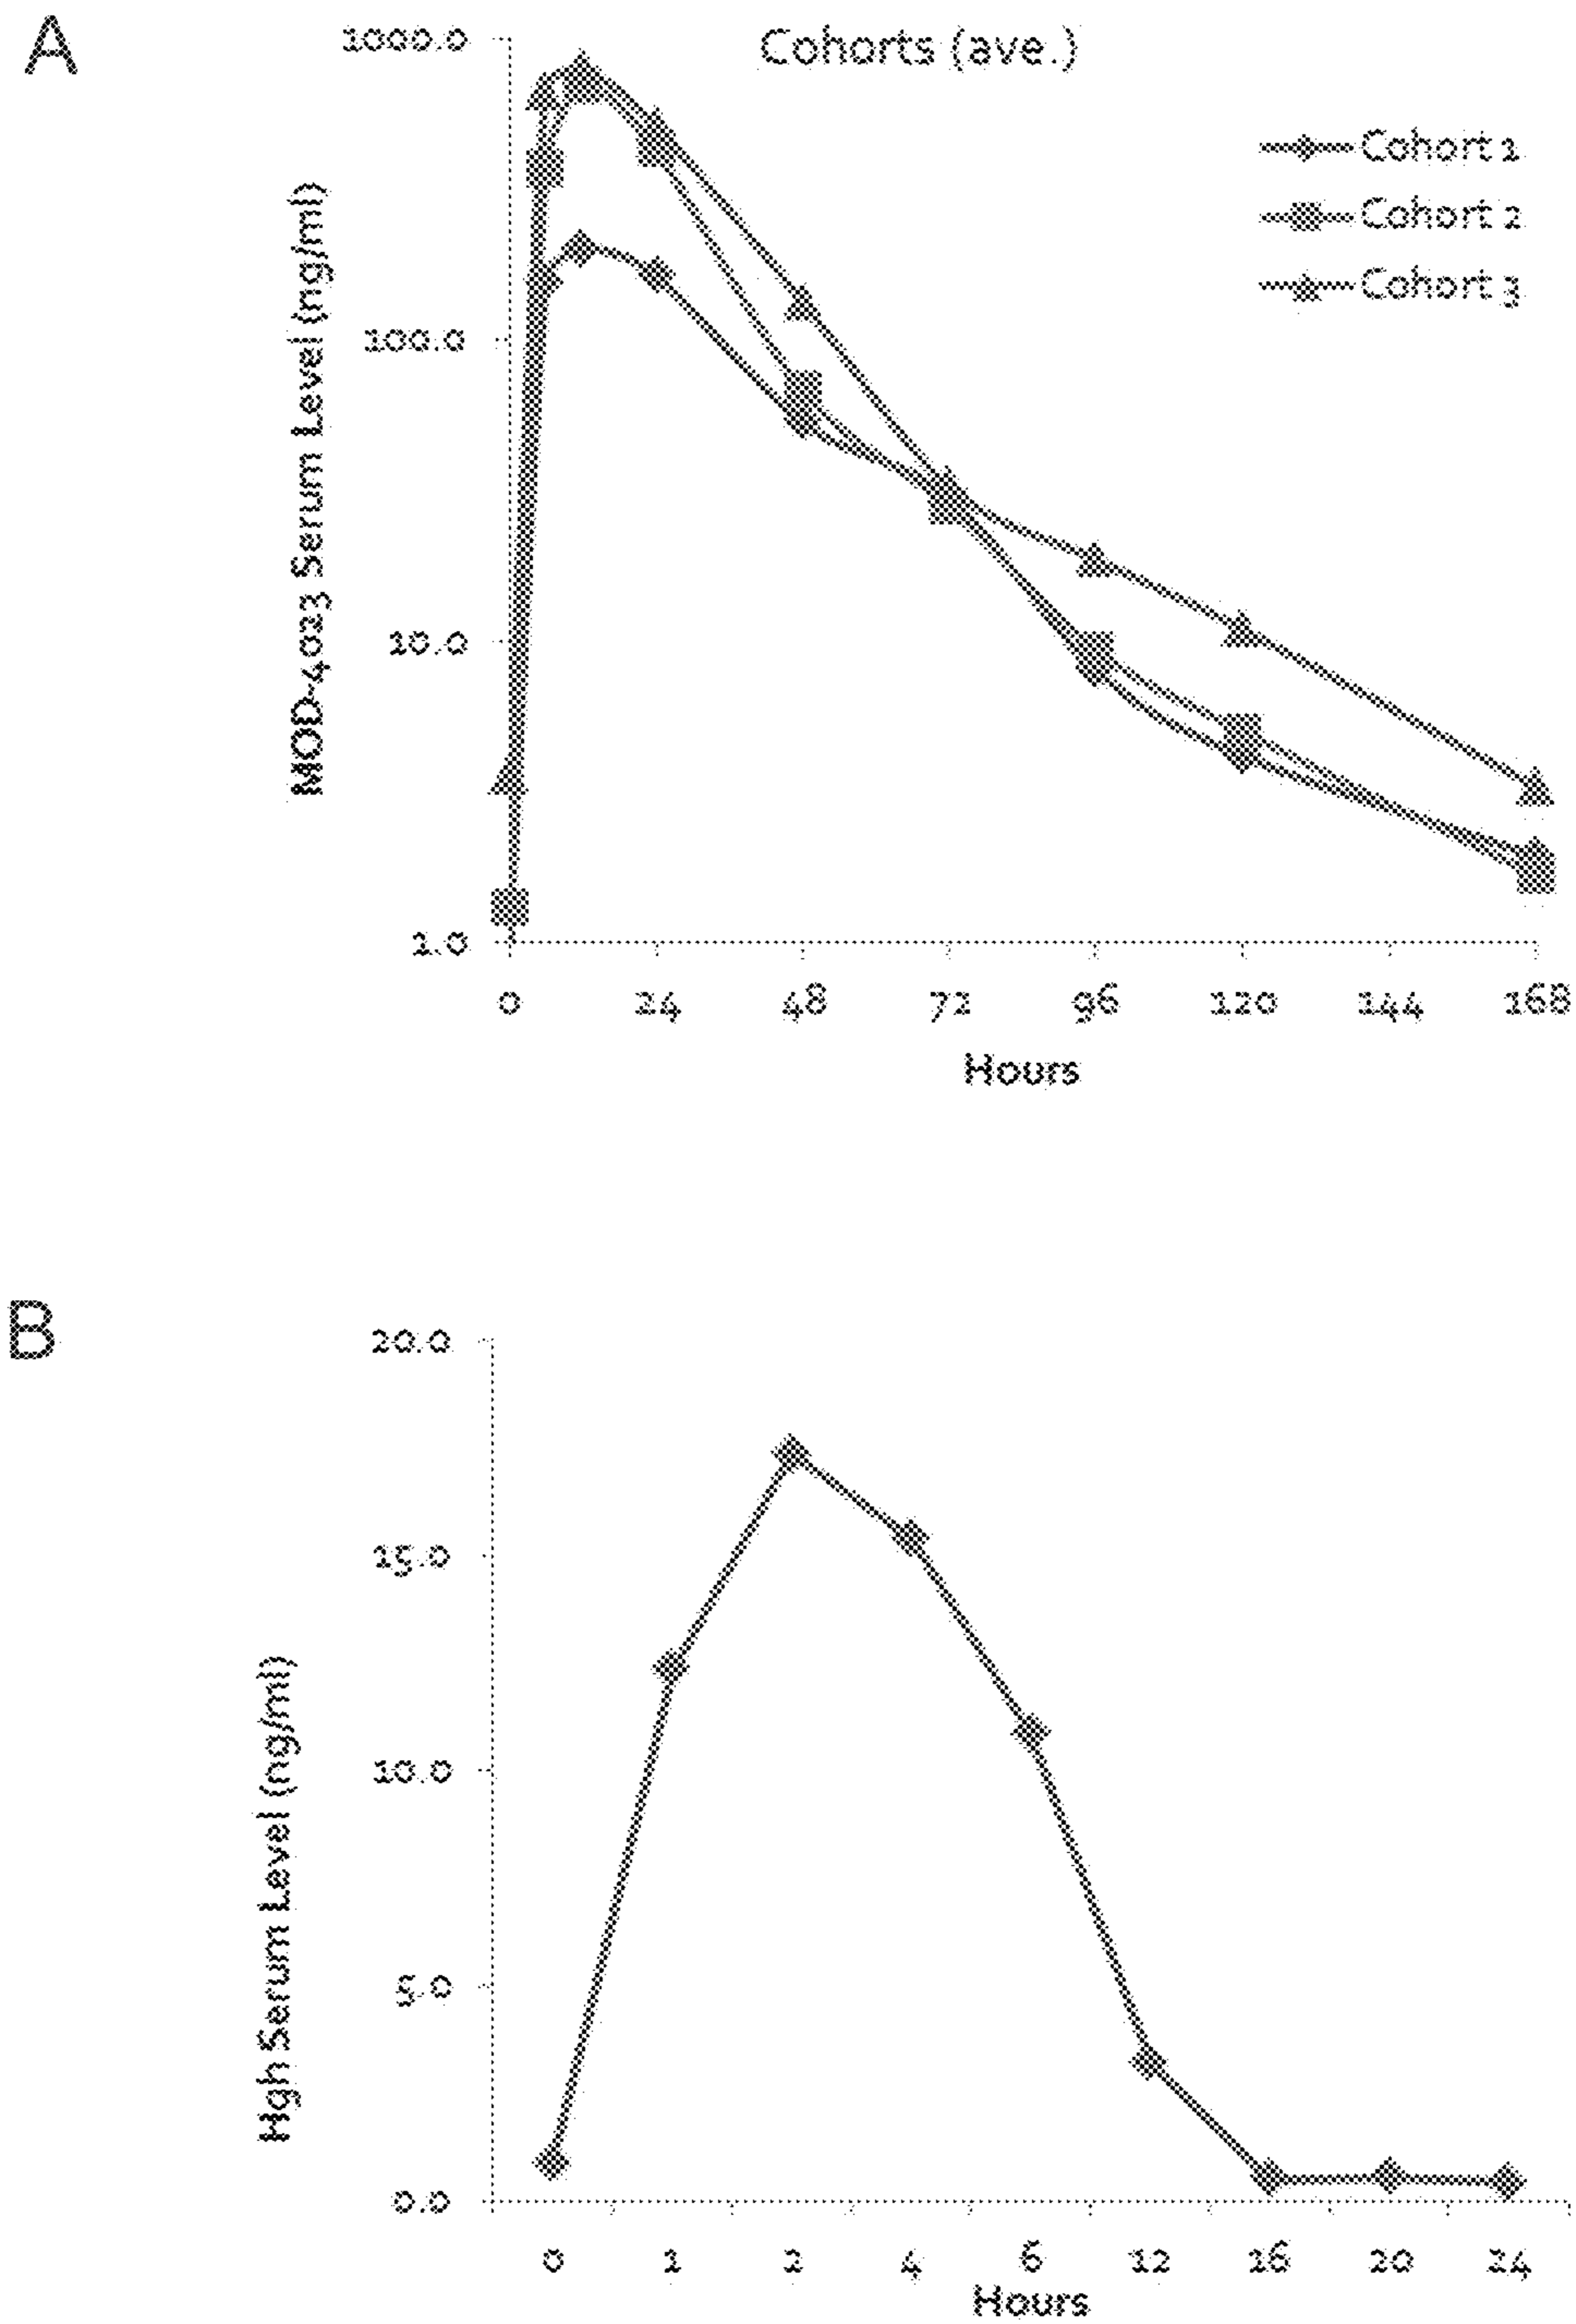 A
Cohorts (ave.)
1000.0
100.0
10.0
1.0
MOD-4023 Serum Level (ng/ml)
Cohort 1
Cohort 2
Cohort 3
0 24 48 72 96 120 144 168
Hours
B
20.0
15.0
10.0
5.0
0.0
Hgh Serum Level (ng/ml)
0 1 2 4 6 12 16 20 24
Hours